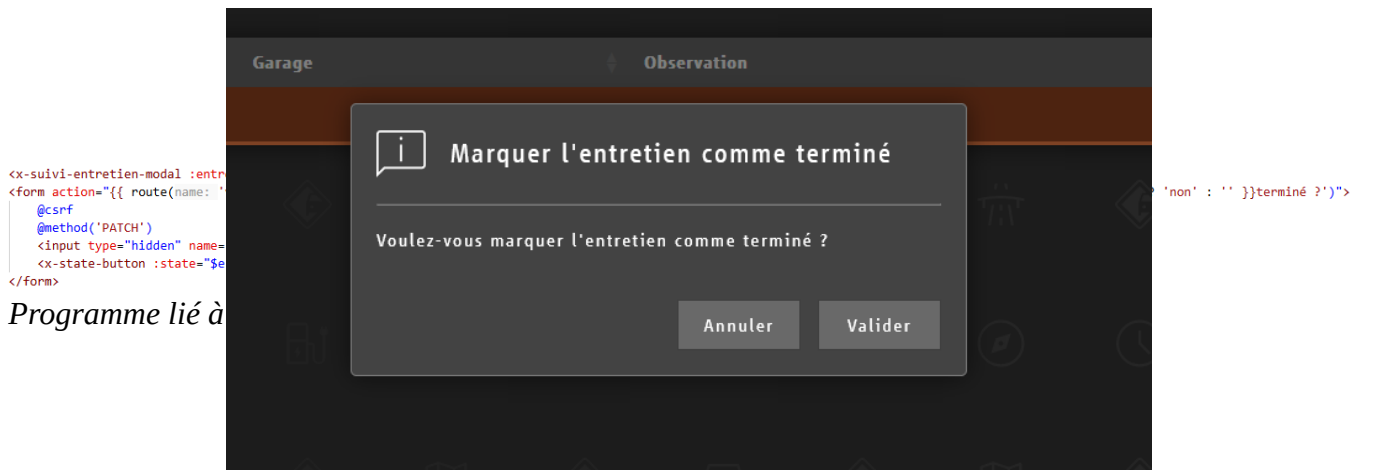 Garage
Observation
Marquer l'entretien comme terminé
Voulez-vous marquer l'entretien comme terminé ?
Annuler
Valider
<x-suivi-entretien-modal :entr
<form action="{{ route(name: ' 'non' : '' }}terminé ?')">
@csrf
@method('PATCH')
<input type="hidden" name=
<x-state-button :state="$e
</form>
Programme lié à